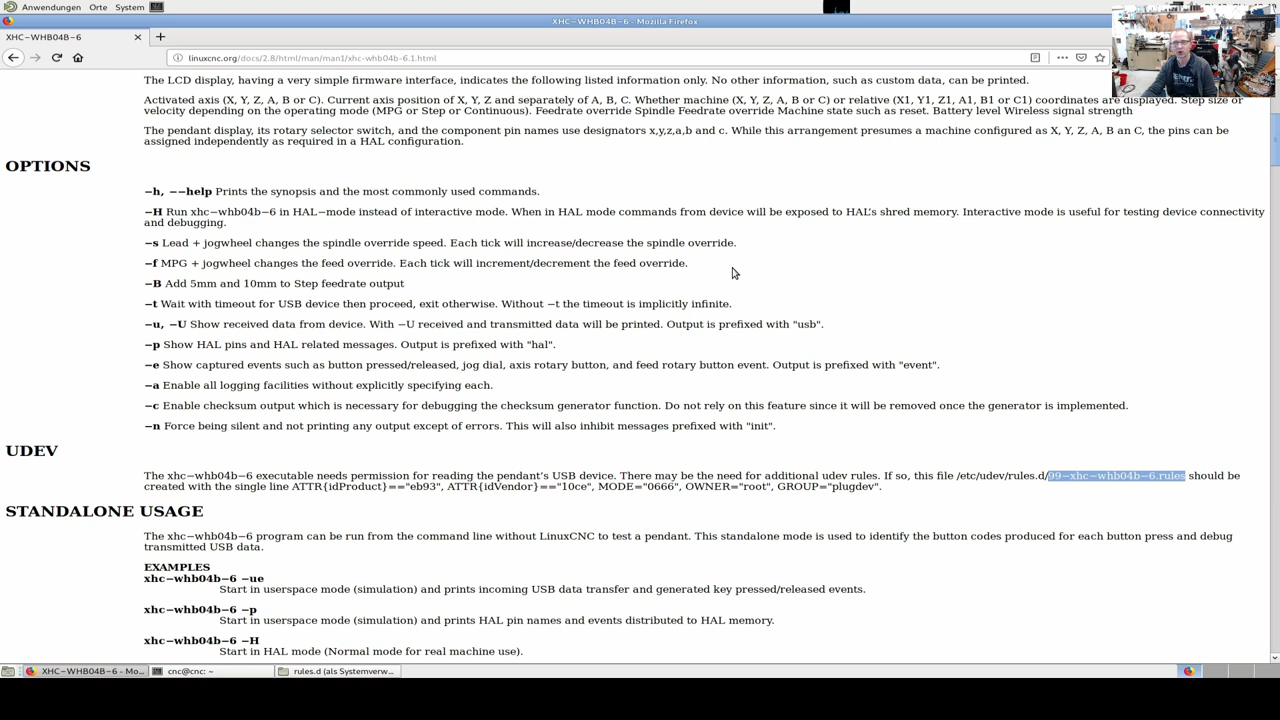 Anwendungen Orte System
XHC-WHB04B-6 - Mozilla Firefox
XHC-WHB04B-6
linuxcnc.org/docs/2.8/html/man/man1/xhc-whb04b-6.1.html
The LCD display, having a very simple firmware interface, indicates the following listed information only. No other information, such as custom data, can be printed.
Activated axis (X, Y, Z, A, B or C). Current axis position of X, Y, Z and separately of A, B, C. Whether machine (X, Y, Z, A, B or C) or relative (X1, Y1, Z1, A1, B1 or C1) coordinates are displayed. Step size or
velocity depending on the operating mode (MPG or Step or Continuous). Feedrate override Spindle Feedrate override Machine state such as reset. Battery level Wireless signal strength
The pendant display, its rotary selector switch, and the component pin names use designators x,y,z,a,b and c. While this arrangement presumes a machine configured as X, Y, Z, A, B an C, the pins can be
assigned independently as required in a HAL configuration.
OPTIONS
−h, −−help Prints the synopsis and the most commonly used commands.
−H Run xhc−whb04b−6 in HAL−mode instead of interactive mode. When in HAL mode commands from device will be exposed to HAL's shred memory. Interactive mode is useful for testing device connectivity
and debugging.
−s Lead + jogwheel changes the spindle override speed. Each tick will increase/decrease the spindle override.
−f MPG + jogwheel changes the feed override. Each tick will increment/decrement the feed override.
−B Add 5mm and 10mm to Step feedrate output
−t Wait with timeout for USB device then proceed, exit otherwise. Without −t the timeout is implicitly infinite.
−u, −U Show received data from device. With −U received and transmitted data will be printed. Output is prefixed with "usb".
−p Show HAL pins and HAL related messages. Output is prefixed with "hal".
−e Show captured events such as button pressed/released, jog dial, axis rotary button, and feed rotary button event. Output is prefixed with "event".
−a Enable all logging facilities without explicitly specifying each.
−c Enable checksum output which is necessary for debugging the checksum generator function. Do not rely on this feature since it will be removed once the generator is implemented.
−n Force being silent and not printing any output except of errors. This will also inhibit messages prefixed with "init".
UDEV
The xhc−whb04b−6 executable needs permission for reading the pendant's USB device. There may be the need for additional udev rules. If so, this file /etc/udev/rules.d/99−xhc−whb04b−6.rules should be
created with the single line ATTR{idProduct}=="eb93", ATTR{idVendor}=="10ce", MODE="0666", OWNER="root", GROUP="plugdev".
STANDALONE USAGE
The xhc−whb04b−6 program can be run from the command line without LinuxCNC to test a pendant. This standalone mode is used to identify the button codes produced for each button press and debug
transmitted USB data.
EXAMPLES
xhc−whb04b−6 −ue
Start in userspace mode (simulation) and prints incoming USB data transfer and generated key pressed/released events.
xhc−whb04b−6 −p
Start in userspace mode (simulation) and prints HAL pin names and events distributed to HAL memory.
xhc−whb04b−6 −H
Start in HAL mode (Normal mode for real machine use).
XHC-WHB04B-6 - Mo... cnc@cnc: ~ rules.d (als Systemverw...